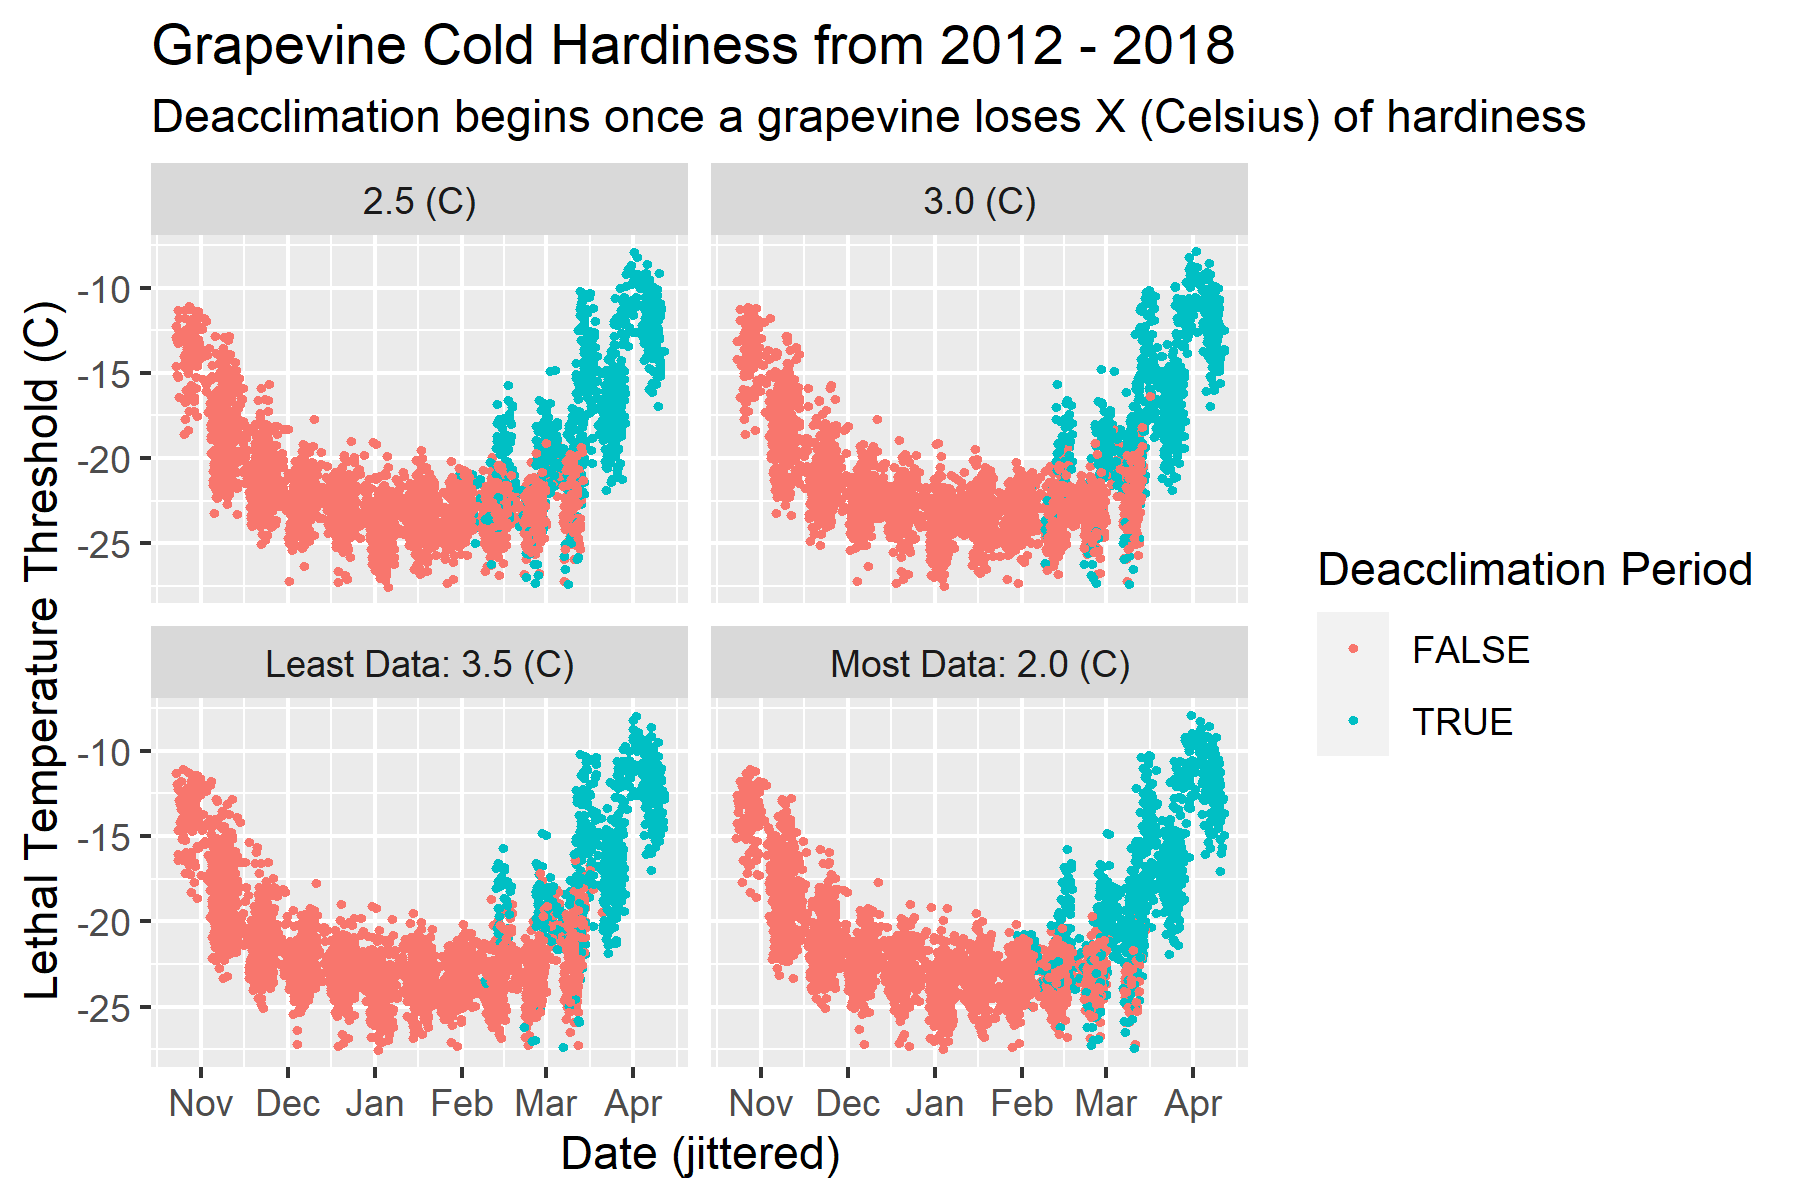 Grapevine Cold Hardiness from 2012 - 2018
Deacclimation begins once a grapevine loses X (Celsius) of hardiness
2.5 (C)
3.0 (C)
-10
-15
-20
-25
Least Data: 3.5 (C)
Most Data: 2.0 (C)
-10
-15
-20
-25
Nov Dec Jan Feb Mar Apr
Nov Dec Jan Feb Mar Apr
Date (jittered)
Lethal Temperature Threshold (C)
Deacclimation Period
FALSE
TRUE